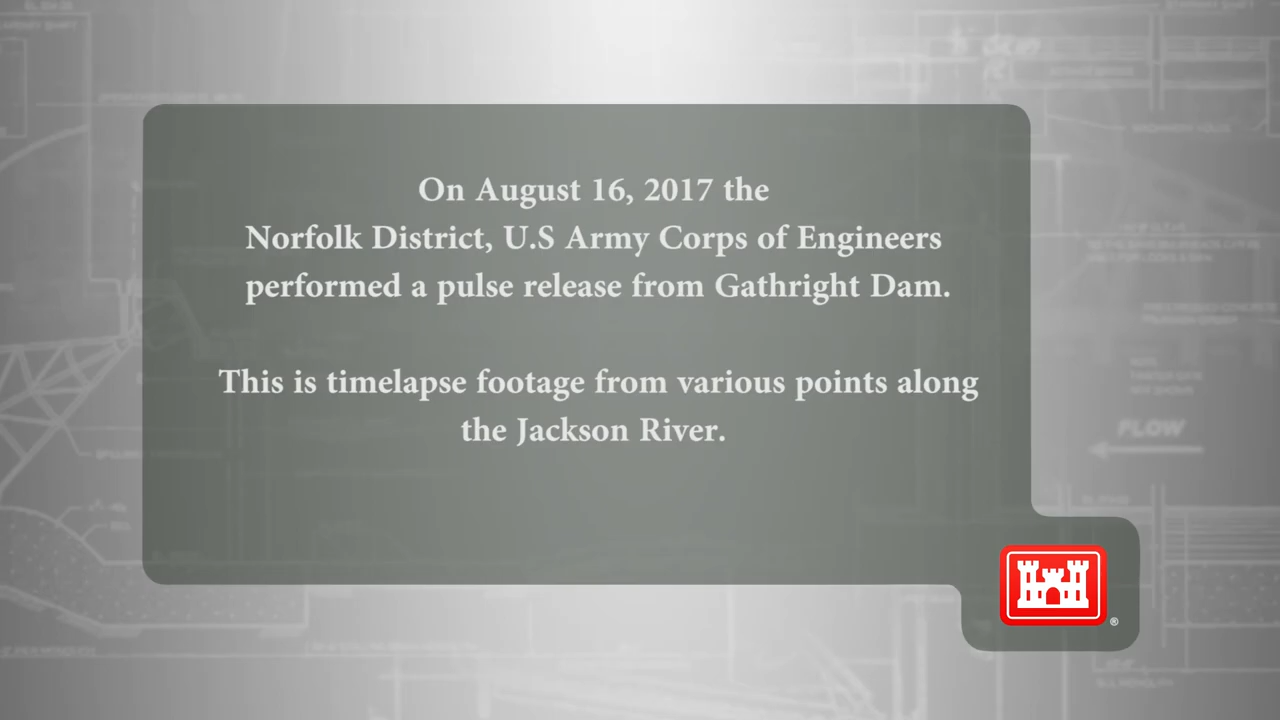 On August 16, 2017 the
Norfolk District, U.S Army Corps of Engineers
performed a pulse release from Gathright Dam.
This is timelapse footage from various points along
the Jackson River.
FLOW
®